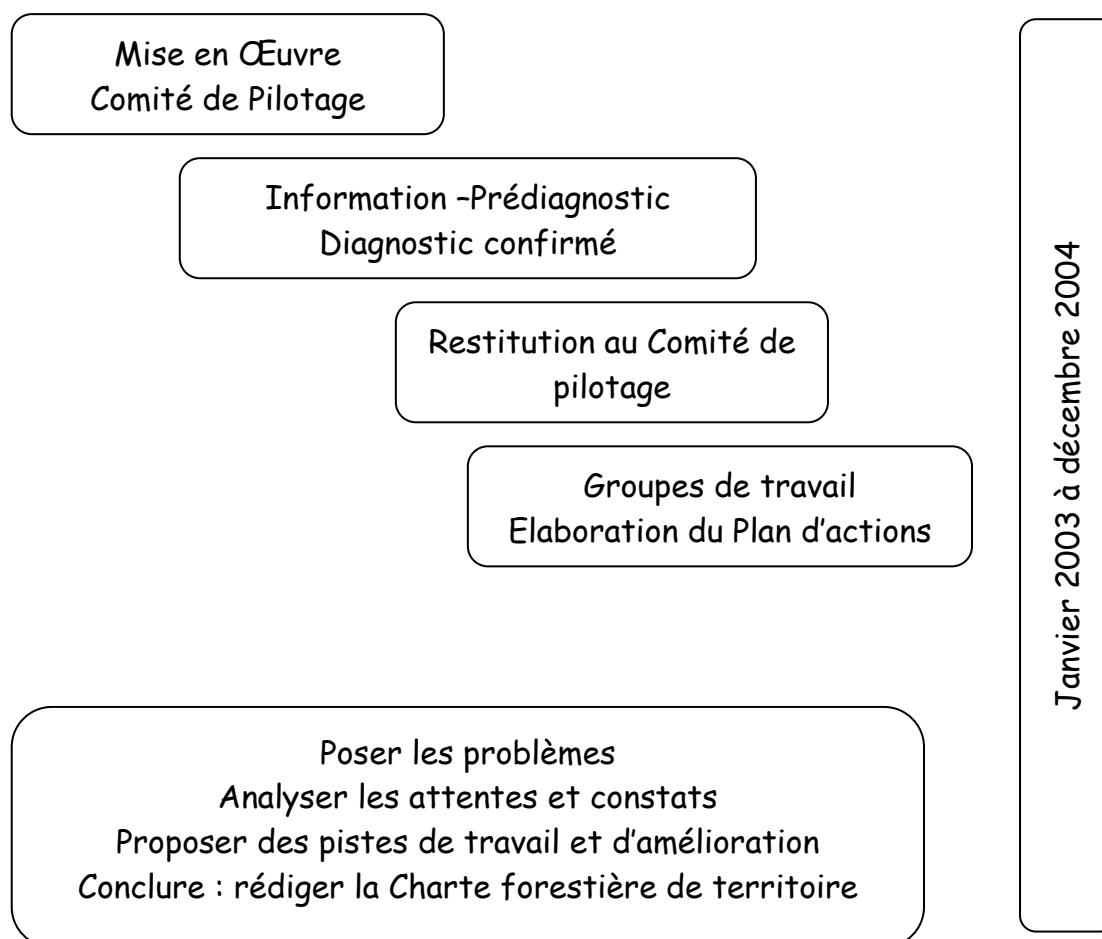 Mise en Œuvre
Comité de Pilotage
Information –Prédiagnostic
Diagnostic confirmé
Restitution au Comité de
pilotage
Groupes de travail
Elaboration du Plan d’actions
Janvier 2003 à décembre 2004
Poser les problèmes
Analyser les attentes et constats
Proposer des pistes de travail et d’amélioration
Conclure : rédiger la Charte forestière de territoire